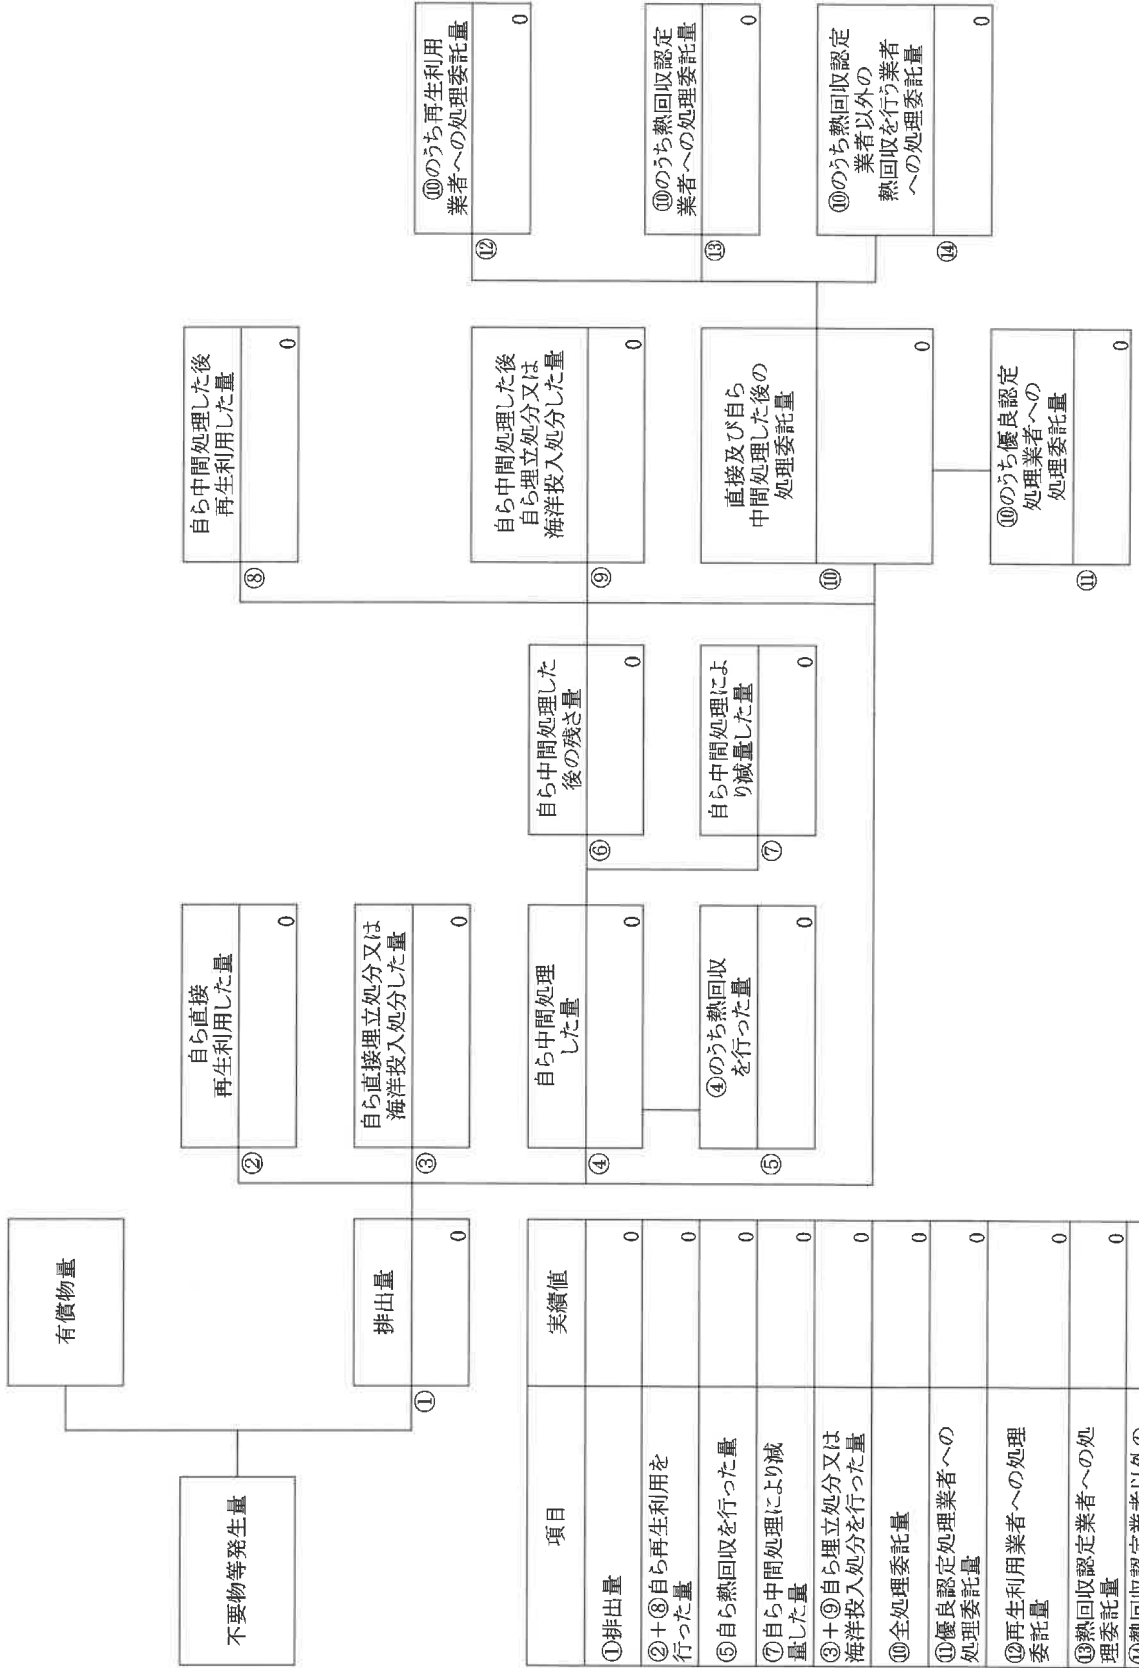 不要物等発生量
有償物量
排出量
①
0
自ら直接
再生利用した量
②
0
自ら直接埋立処分又は
海洋投入処分した量
③
0
自ら中間処理
した量
④
0
④のうち熱回収
を行った量
⑤
0
自ら中間処理した
後の残さ量
⑥
0
自ら中間処理によ
り減量した量
⑦
0
自ら中間処理した後
再生利用した量
⑧
0
自ら中間処理した後
自ら埋立処分又は
海洋投入処分した量
⑨
0
直接及び自ら
中間処理した後の
処理委託量
⑩
0
⑩のうち優良認定
処理業者への
処理委託量
⑪
0
⑩のうち再生利用
業者への処理委託量
⑫
0
⑩のうち熱回収認定
業者への処理委託量
⑬
0
⑩のうち熱回収認定
業者以外の
熱回収を行う業者
への処理委託量
⑭
0
項目 実績値
①排出量 0
②+⑧自ら再生利用を
行った量 0
⑤自ら熱回収を行った量 0
⑦自ら中間処理により減
量した量 0
③+⑨自ら埋立処分又は
海洋投入処分を行った量 0
⑩全処理委託量 0
⑪優良認定処理業者への
処理委託量 0
⑫再生利用業者への処理
委託量 0
⑬熱回収認定業者への処
理委託量 0